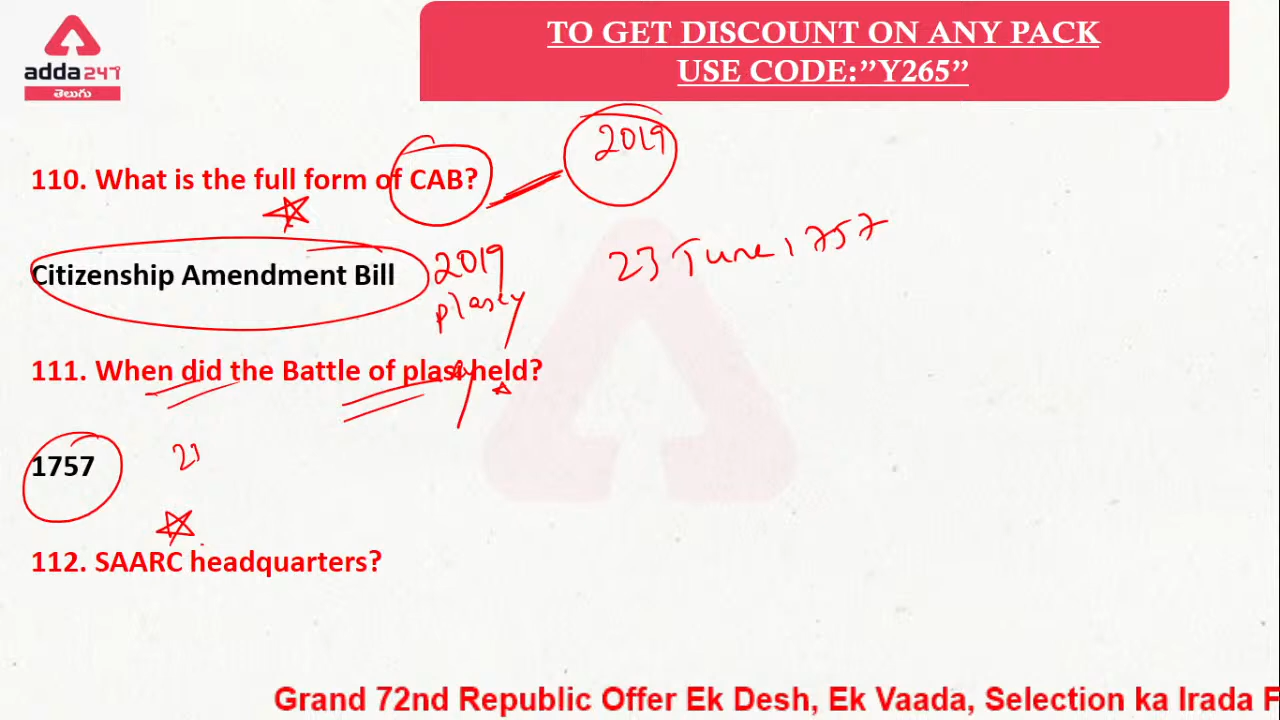 adda247
తెలుగు
TO GET DISCOUNT ON ANY PACK
USE CODE:”Y265”
2019
110. What is the full form of CAB?
Citizenship Amendment Bill
2019
23 June 1757
plasey
111. When did the Battle of plasi held?
1757
23
112. SAARC headquarters?
Grand 72nd Republic Offer Ek Desh, Ek Vaada, Selection ka Irada F